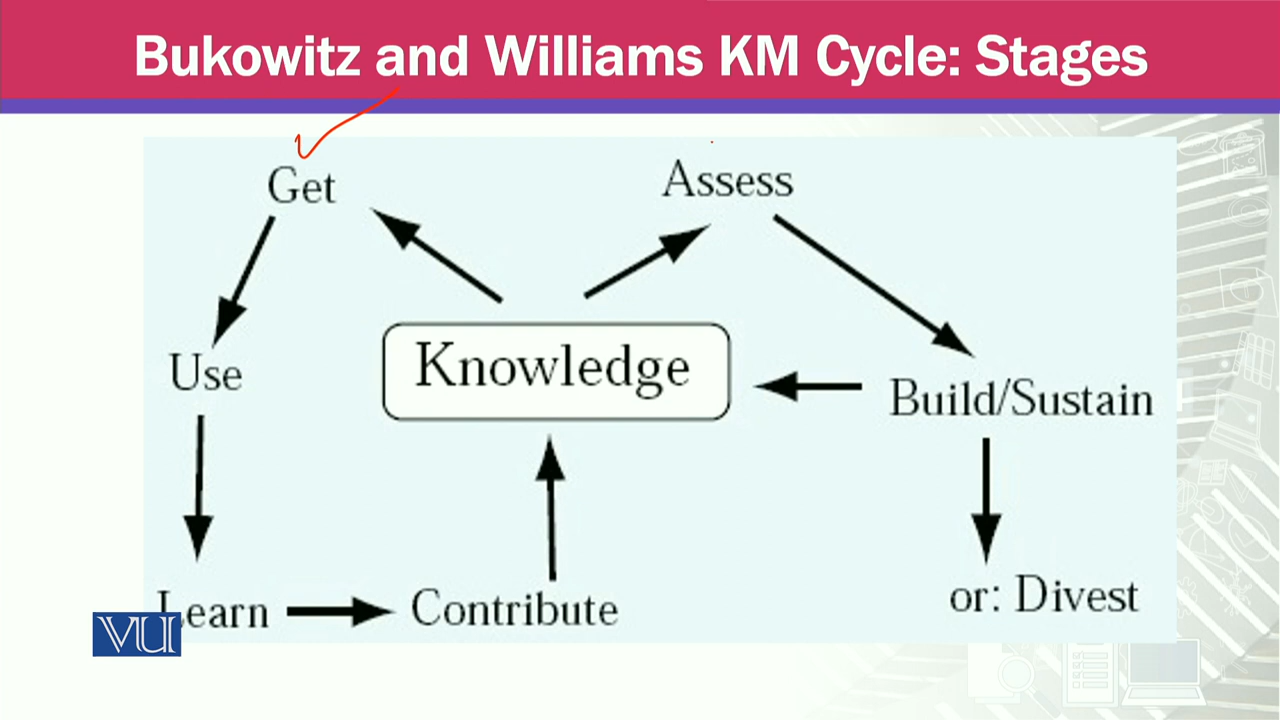 Bukowitz and Williams KM Cycle: Stages
Get
Assess
Use
Knowledge
Build/Sustain
Learn
Contribute
or: Divest
VU